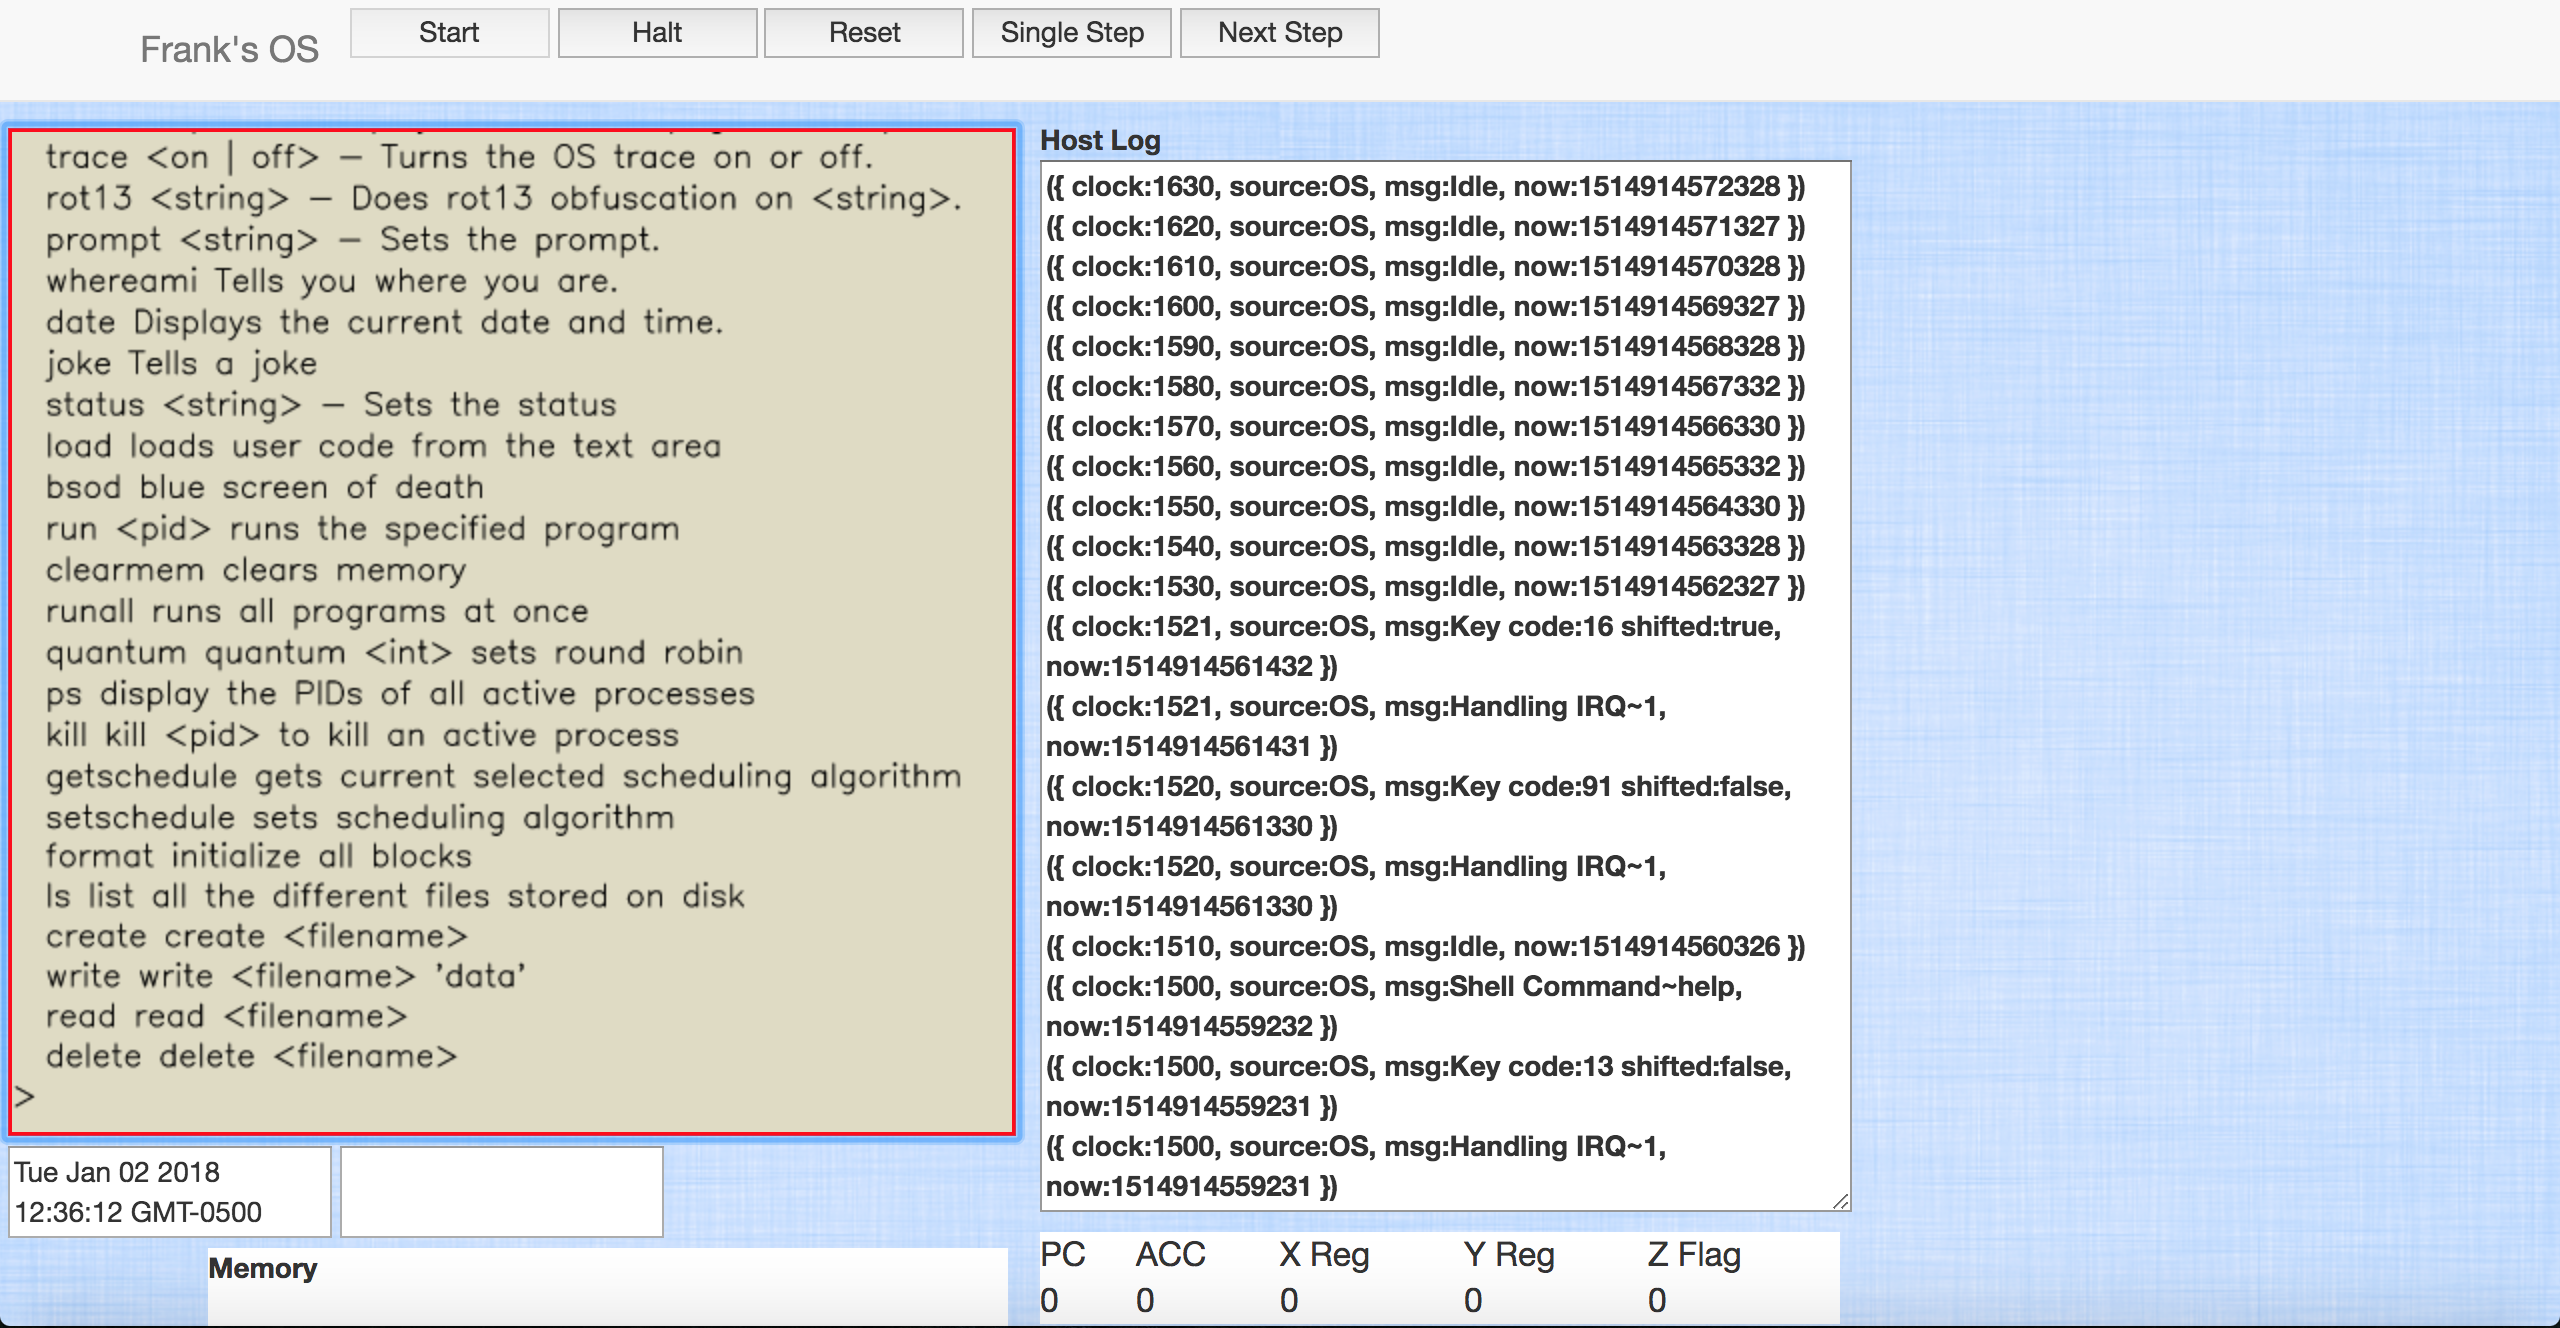 Frank's OS
Start
Halt
Reset
Single Step
Next Step
trace <on | off> – Turns the OS trace on or off.
rot13 <string> – Does rot13 obfuscation on <string>.
prompt <string> – Sets the prompt.
whereami Tells you where you are.
date Displays the current date and time.
joke Tells a joke
status <string> – Sets the status
load loads user code from the text area
bsod blue screen of death
run <pid> runs the specified program
clearmem clears memory
runall runs all programs at once
quantum quantum <int> sets round robin
ps display the PIDs of all active processes
kill kill <pid> to kill an active process
getschedule gets current selected scheduling algorithm
setschedule sets scheduling algorithm
format initialize all blocks
ls list all the different files stored on disk
create create <filename>
write write <filename> 'data'
read read <filename>
delete delete <filename>
>
Tue Jan 02 2018
12:36:12 GMT-0500
Memory
Host Log
({ clock:1630, source:OS, msg:Idle, now:1514914572328 })
({ clock:1620, source:OS, msg:Idle, now:1514914571327 })
({ clock:1610, source:OS, msg:Idle, now:1514914570328 })
({ clock:1600, source:OS, msg:Idle, now:1514914569327 })
({ clock:1590, source:OS, msg:Idle, now:1514914568328 })
({ clock:1580, source:OS, msg:Idle, now:1514914567332 })
({ clock:1570, source:OS, msg:Idle, now:1514914566330 })
({ clock:1560, source:OS, msg:Idle, now:1514914565332 })
({ clock:1550, source:OS, msg:Idle, now:1514914564330 })
({ clock:1540, source:OS, msg:Idle, now:1514914563328 })
({ clock:1530, source:OS, msg:Idle, now:1514914562327 })
({ clock:1521, source:OS, msg:Key code:16 shifted:true,
now:1514914561432 })
({ clock:1521, source:OS, msg:Handling IRQ~1,
now:1514914561431 })
({ clock:1520, source:OS, msg:Key code:91 shifted:false,
now:1514914561330 })
({ clock:1520, source:OS, msg:Handling IRQ~1,
now:1514914561330 })
({ clock:1510, source:OS, msg:Idle, now:1514914560326 })
({ clock:1500, source:OS, msg:Shell Command~help,
now:1514914559232 })
({ clock:1500, source:OS, msg:Key code:13 shifted:false,
now:1514914559231 })
({ clock:1500, source:OS, msg:Handling IRQ~1,
now:1514914559231 })
PC ACC X Reg Y Reg Z Flag
0 0 0 0 0